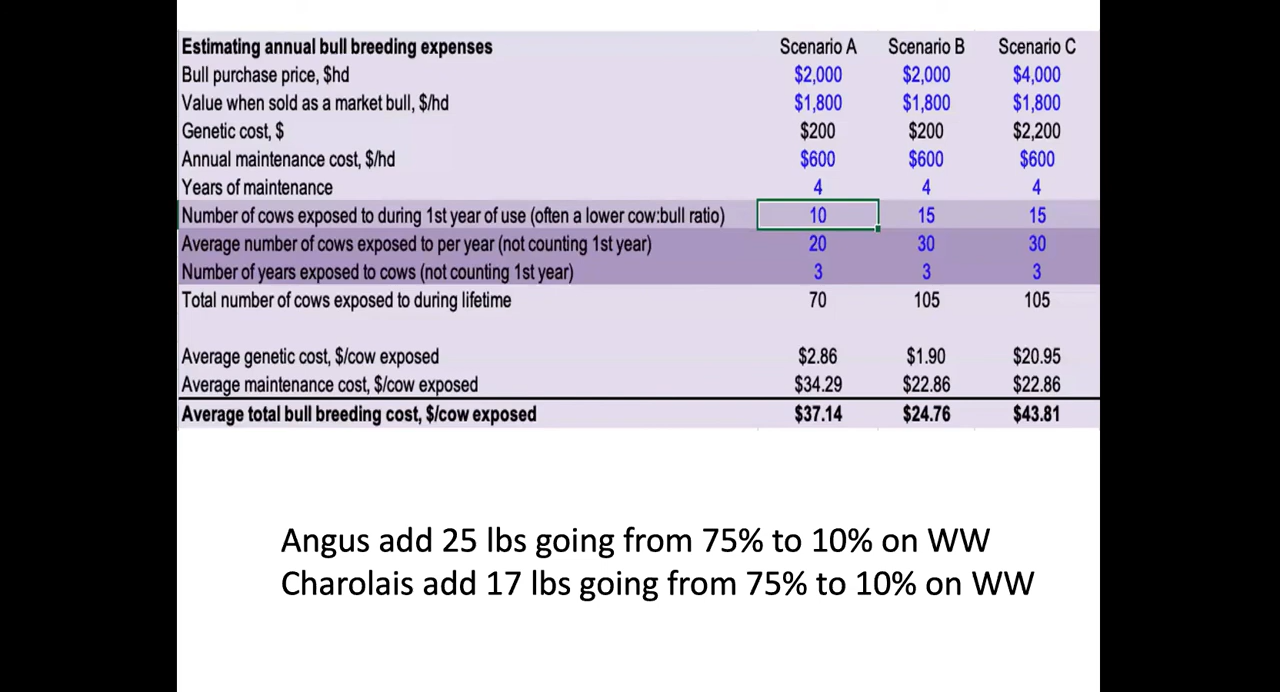 Estimating annual bull breeding expenses Scenario A Scenario B Scenario C
Bull purchase price, $hd $2,000 $2,000 $4,000
Value when sold as a market bull, $/hd $1,800 $1,800 $1,800
Genetic cost, $ $200 $200 $2,200
Annual maintenance cost, $/hd $600 $600 $600
Years of maintenance 4 4 4
Number of cows exposed to during 1st year of use (often a lower cow:bull ratio) 10 15 15
Average number of cows exposed to per year (not counting 1st year) 20 30 30
Number of years exposed to cows (not counting 1st year) 3 3 3
Total number of cows exposed to during lifetime 70 105 105
Average genetic cost, $/cow exposed $2.86 $1.90 $20.95
Average maintenance cost, $/cow exposed $34.29 $22.86 $22.86
Average total bull breeding cost, $/cow exposed $37.14 $24.76 $43.81
Angus add 25 lbs going from 75% to 10% on WW
Charolais add 17 lbs going from 75% to 10% on WW